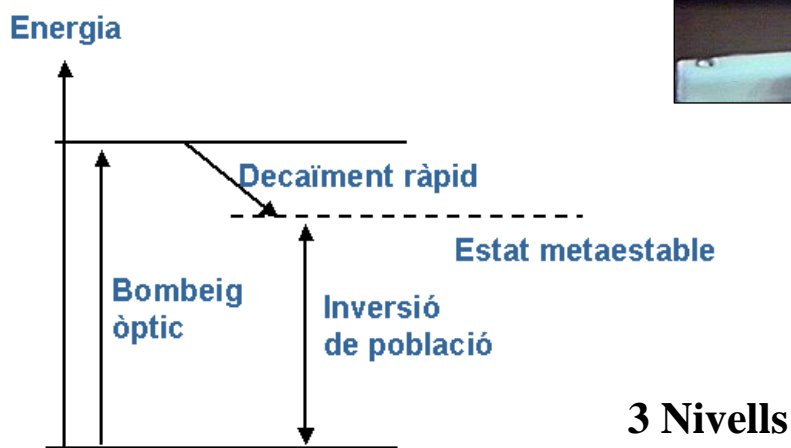 Energia
Decaïment ràpid
Estat metaestable
Bombeig
òptic
Inversió
de població
3 Nivells